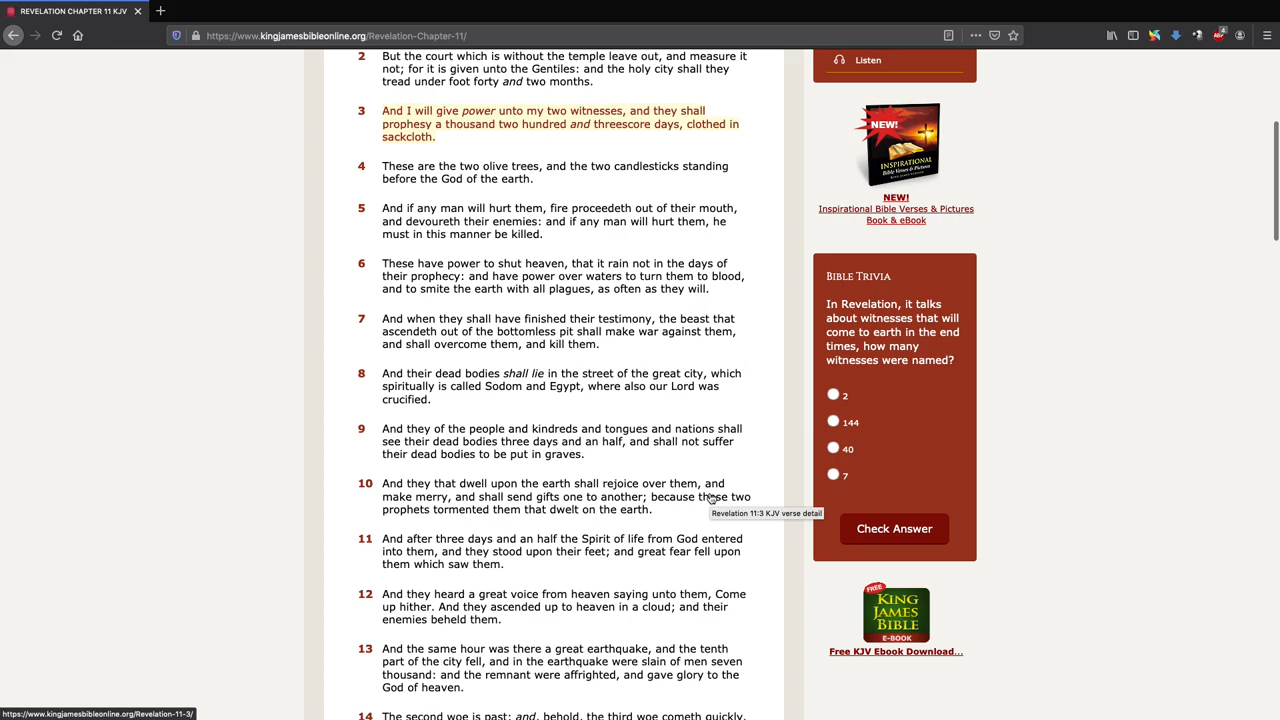 REVELATION CHAPTER 11 KJV
https://www.kingjamesbibleonline.org/Revelation-Chapter-11/
2 But the court which is without the temple leave out, and measure it
not; for it is given unto the Gentiles: and the holy city shall they
tread under foot forty and two months.
3 And I will give power unto my two witnesses, and they shall
prophesy a thousand two hundred and threescore days, clothed in
sackcloth.
4 These are the two olive trees, and the two candlesticks standing
before the God of the earth.
5 And if any man will hurt them, fire proceedeth out of their mouth,
and devoureth their enemies: and if any man will hurt them, he
must in this manner be killed.
6 These have power to shut heaven, that it rain not in the days of
their prophecy: and have power over waters to turn them to blood,
and to smite the earth with all plagues, as often as they will.
7 And when they shall have finished their testimony, the beast that
ascendeth out of the bottomless pit shall make war against them,
and shall overcome them, and kill them.
8 And their dead bodies shall lie in the street of the great city, which
spiritually is called Sodom and Egypt, where also our Lord was
crucified.
9 And they of the people and kindreds and tongues and nations shall
see their dead bodies three days and an half, and shall not suffer
their dead bodies to be put in graves.
10 And they that dwell upon the earth shall rejoice over them, and
make merry, and shall send gifts one to another; because these two
prophets tormented them that dwelt on the earth.
Revelation 11:3 KJV verse detail
11 And after three days and an half the Spirit of life from God entered
into them, and they stood upon their feet; and great fear fell upon
them which saw them.
12 And they heard a great voice from heaven saying unto them, Come
up hither. And they ascended up to heaven in a cloud; and their
enemies beheld them.
13 And the same hour was there a great earthquake, and the tenth
part of the city fell, and in the earthquake were slain of men seven
thousand: and the remnant were affrighted, and gave glory to the
God of heaven.
14 The second woe is past; and, behold, the third woe cometh quickly.
Listen
NEW!
INSPIRATIONAL
Bible Verses & Pictures
NEW!
Inspirational Bible Verses & Pictures
Book & eBook
BIBLE TRIVIA
In Revelation, it talks
about witnesses that will
come to earth in the end
times, how many
witnesses were named?
2
144
40
7
Check Answer
FREE
KING
JAMES
BIBLE
E-BOOK
Free KJV Ebook Download...
https://www.kingjamesbibleonline.org/Revelation-11-3/